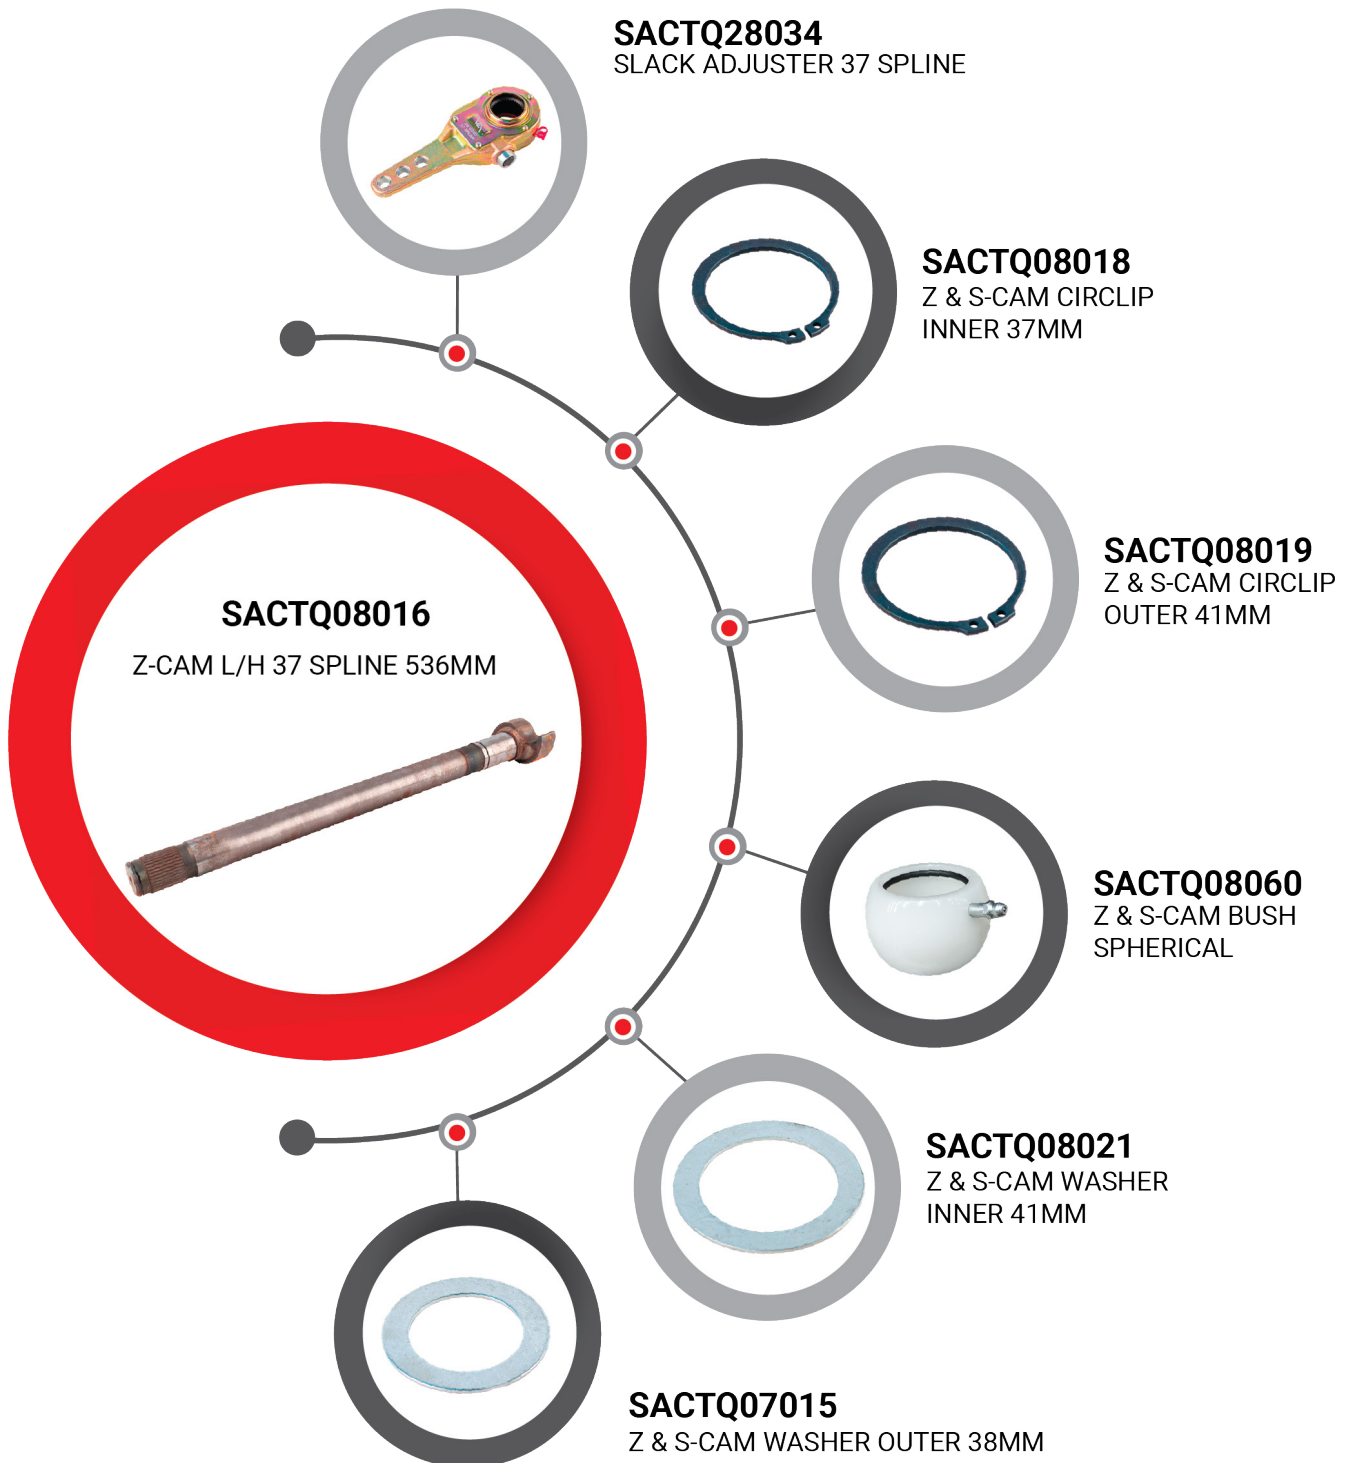 SACTQ28034
SLACK ADJUSTER 37 SPLINE
SACTQ08018
Z & S-CAM CIRCLIP
INNER 37MM
SACTQ08019
Z & S-CAM CIRCLIP
OUTER 41MM
SACTQ08016
Z-CAM L/H 37 SPLINE 536MM
SACTQ08060
Z & S-CAM BUSH
SPHERICAL
SACTQ08021
Z & S-CAM WASHER
INNER 41MM
SACTQ07015
Z & S-CAM WASHER OUTER 38MM